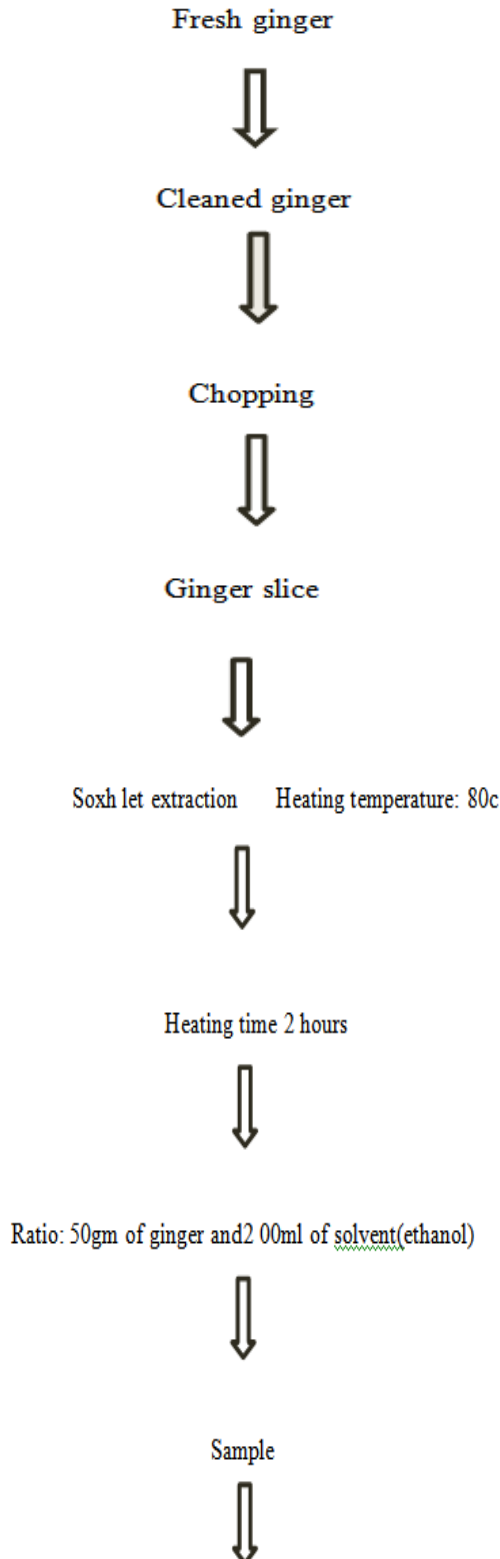 Fresh ginger
Cleaned ginger
Chopping
Ginger slice
Soxh let extraction Heating temperature: 80c
Heating time 2 hours
Ratio: 50gm of ginger and2 00ml of solvent(ethanol)
Sample